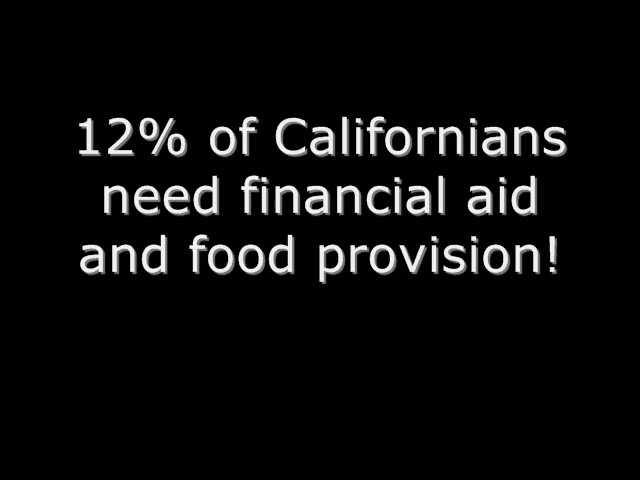 12% of Californians
need financial aid
and food provision!